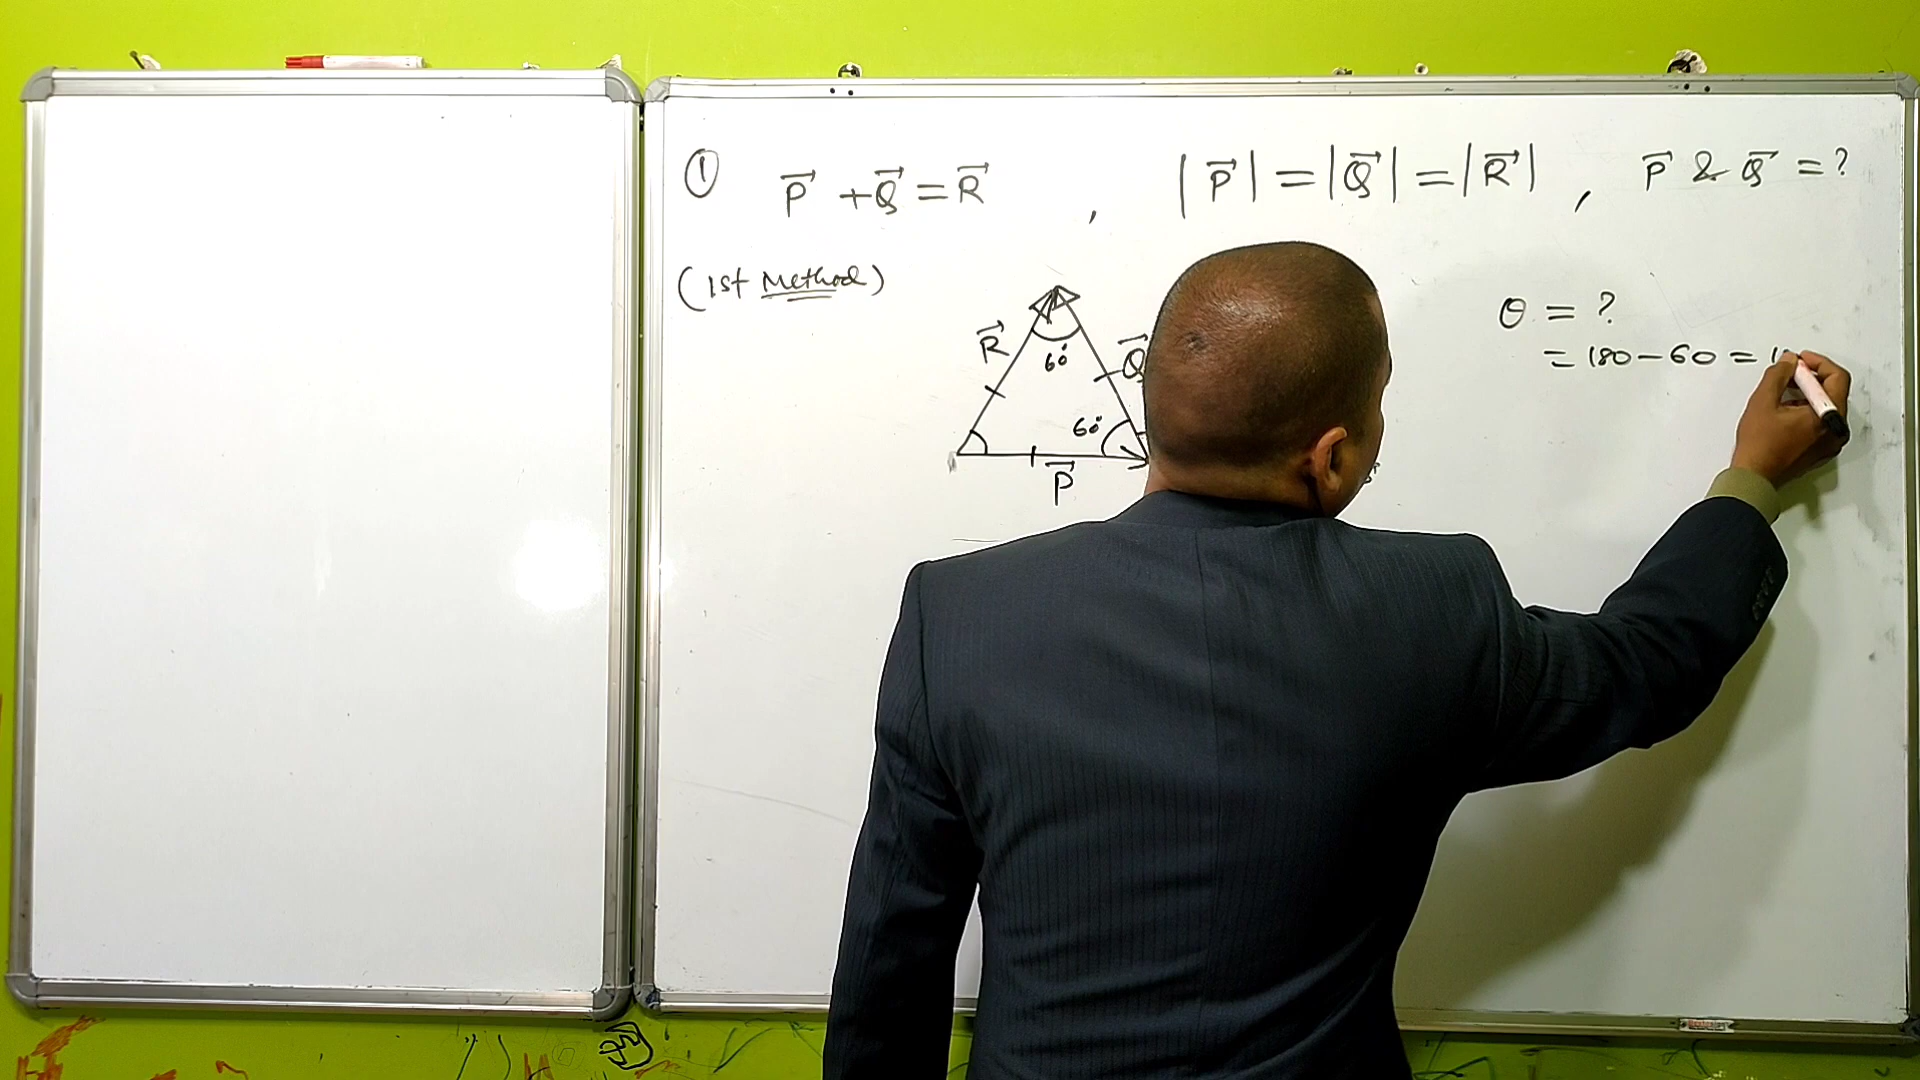 ① P⃗ + Q⃗ = R⃗ , |P⃗| = |Q⃗| = |R⃗| , P⃗ & Q⃗ = ?
(1st Method)
θ = ?
= 180 - 60 =
R⃗
60°
Q⃗
60°
P⃗